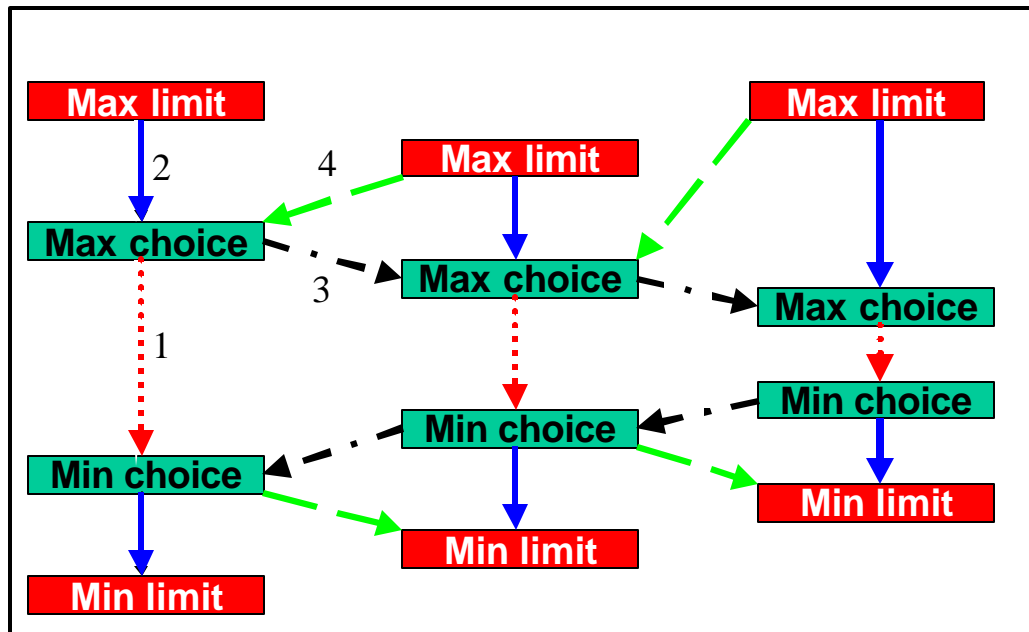 Max limit
Max limit
2
4
Max limit
Max choice
3
Max choice
Max choice
1
Min choice
Min choice
Min choice
Min limit
Min limit
Min limit